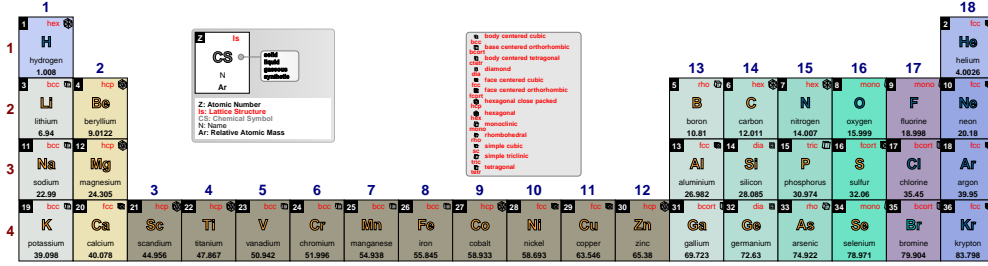 1
18
1 hex
H
hydrogen
1.008
2 fcc
He
helium
4.0026
Z ls
CS
N
Ar
solid
liquid
gaseous
synthetic
Z: Atomic Number
ls: Lattice Structure
CS: Chemical Symbol
N: Name
Ar: Relative Atomic Mass
body centered cubic
bcc
base centered orthorhombic
bcort
body centered tetragonal
ctetr
diamond
dia
face centered cubic
fcc
face centered orthorhombic
fcort
hexagonal close packed
hcp
hexagonal
hex
monoclinic
mono
rhombohedral
rho
simple cubic
sc
simple triclinic
tric
tetragonal
tetr
2
13 14 15 16 17
3 bcc
Li
lithium
6.94
4 hcp
Be
beryllium
9.0122
5 rho
B
boron
10.81
6 hex
C
carbon
12.011
7 hex
N
nitrogen
14.007
8 mono
O
oxygen
15.999
9 mono
F
fluorine
18.998
10 fcc
Ne
neon
20.18
11 bcc
Na
sodium
22.99
12 hcp
Mg
magnesium
24.305
13 fcc
Al
aluminium
26.982
14 dia
Si
silicon
28.085
15 tric
P
phosphorus
30.974
16 fcort
S
sulfur
32.06
17 bcort
Cl
chlorine
35.45
18 fcc
Ar
argon
39.95
3 4 5 6 7 8 9 10 11 12
19 bcc
K
potassium
39.098
20 fcc
Ca
calcium
40.078
21 hcp
Sc
scandium
44.956
22 hcp
Ti
titanium
47.867
23 bcc
V
vanadium
50.942
24 bcc
Cr
chromium
51.996
25 bcc
Mn
manganese
54.938
26 bcc
Fe
iron
55.845
27 hcp
Co
cobalt
58.933
28 fcc
Ni
nickel
58.693
29 fcc
Cu
copper
63.546
30 hcp
Zn
zinc
65.38
31 bcort
Ga
gallium
69.723
32 dia
Ge
germanium
72.63
33 rho
As
arsenic
74.922
34 mono
Se
selenium
78.971
35 bcort
Br
bromine
79.904
36 fcc
Kr
krypton
83.798
1
2
3
4